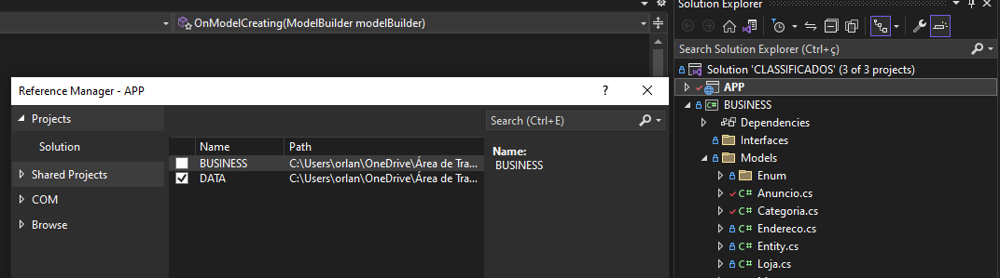 OnModelCreating(ModelBuilder modelBuilder)
Solution Explorer
Search Solution Explorer (Ctrl+ç)
Solution 'CLASSIFICADOS' (3 of 3 projects)
APP
BUSINESS
Dependencies
Interfaces
Models
Enum
C# Anuncio.cs
C# Categoria.cs
C# Endereco.cs
C# Entity.cs
C# Loja.cs
Reference Manager - APP
Projects
Solution
Shared Projects
COM
Browse
Name Path
BUSINESS C:\Users\orlan\OneDrive\Área de Tra...
DATA C:\Users\orlan\OneDrive\Área de Tra...
Search (Ctrl+E)
Name:
BUSINESS